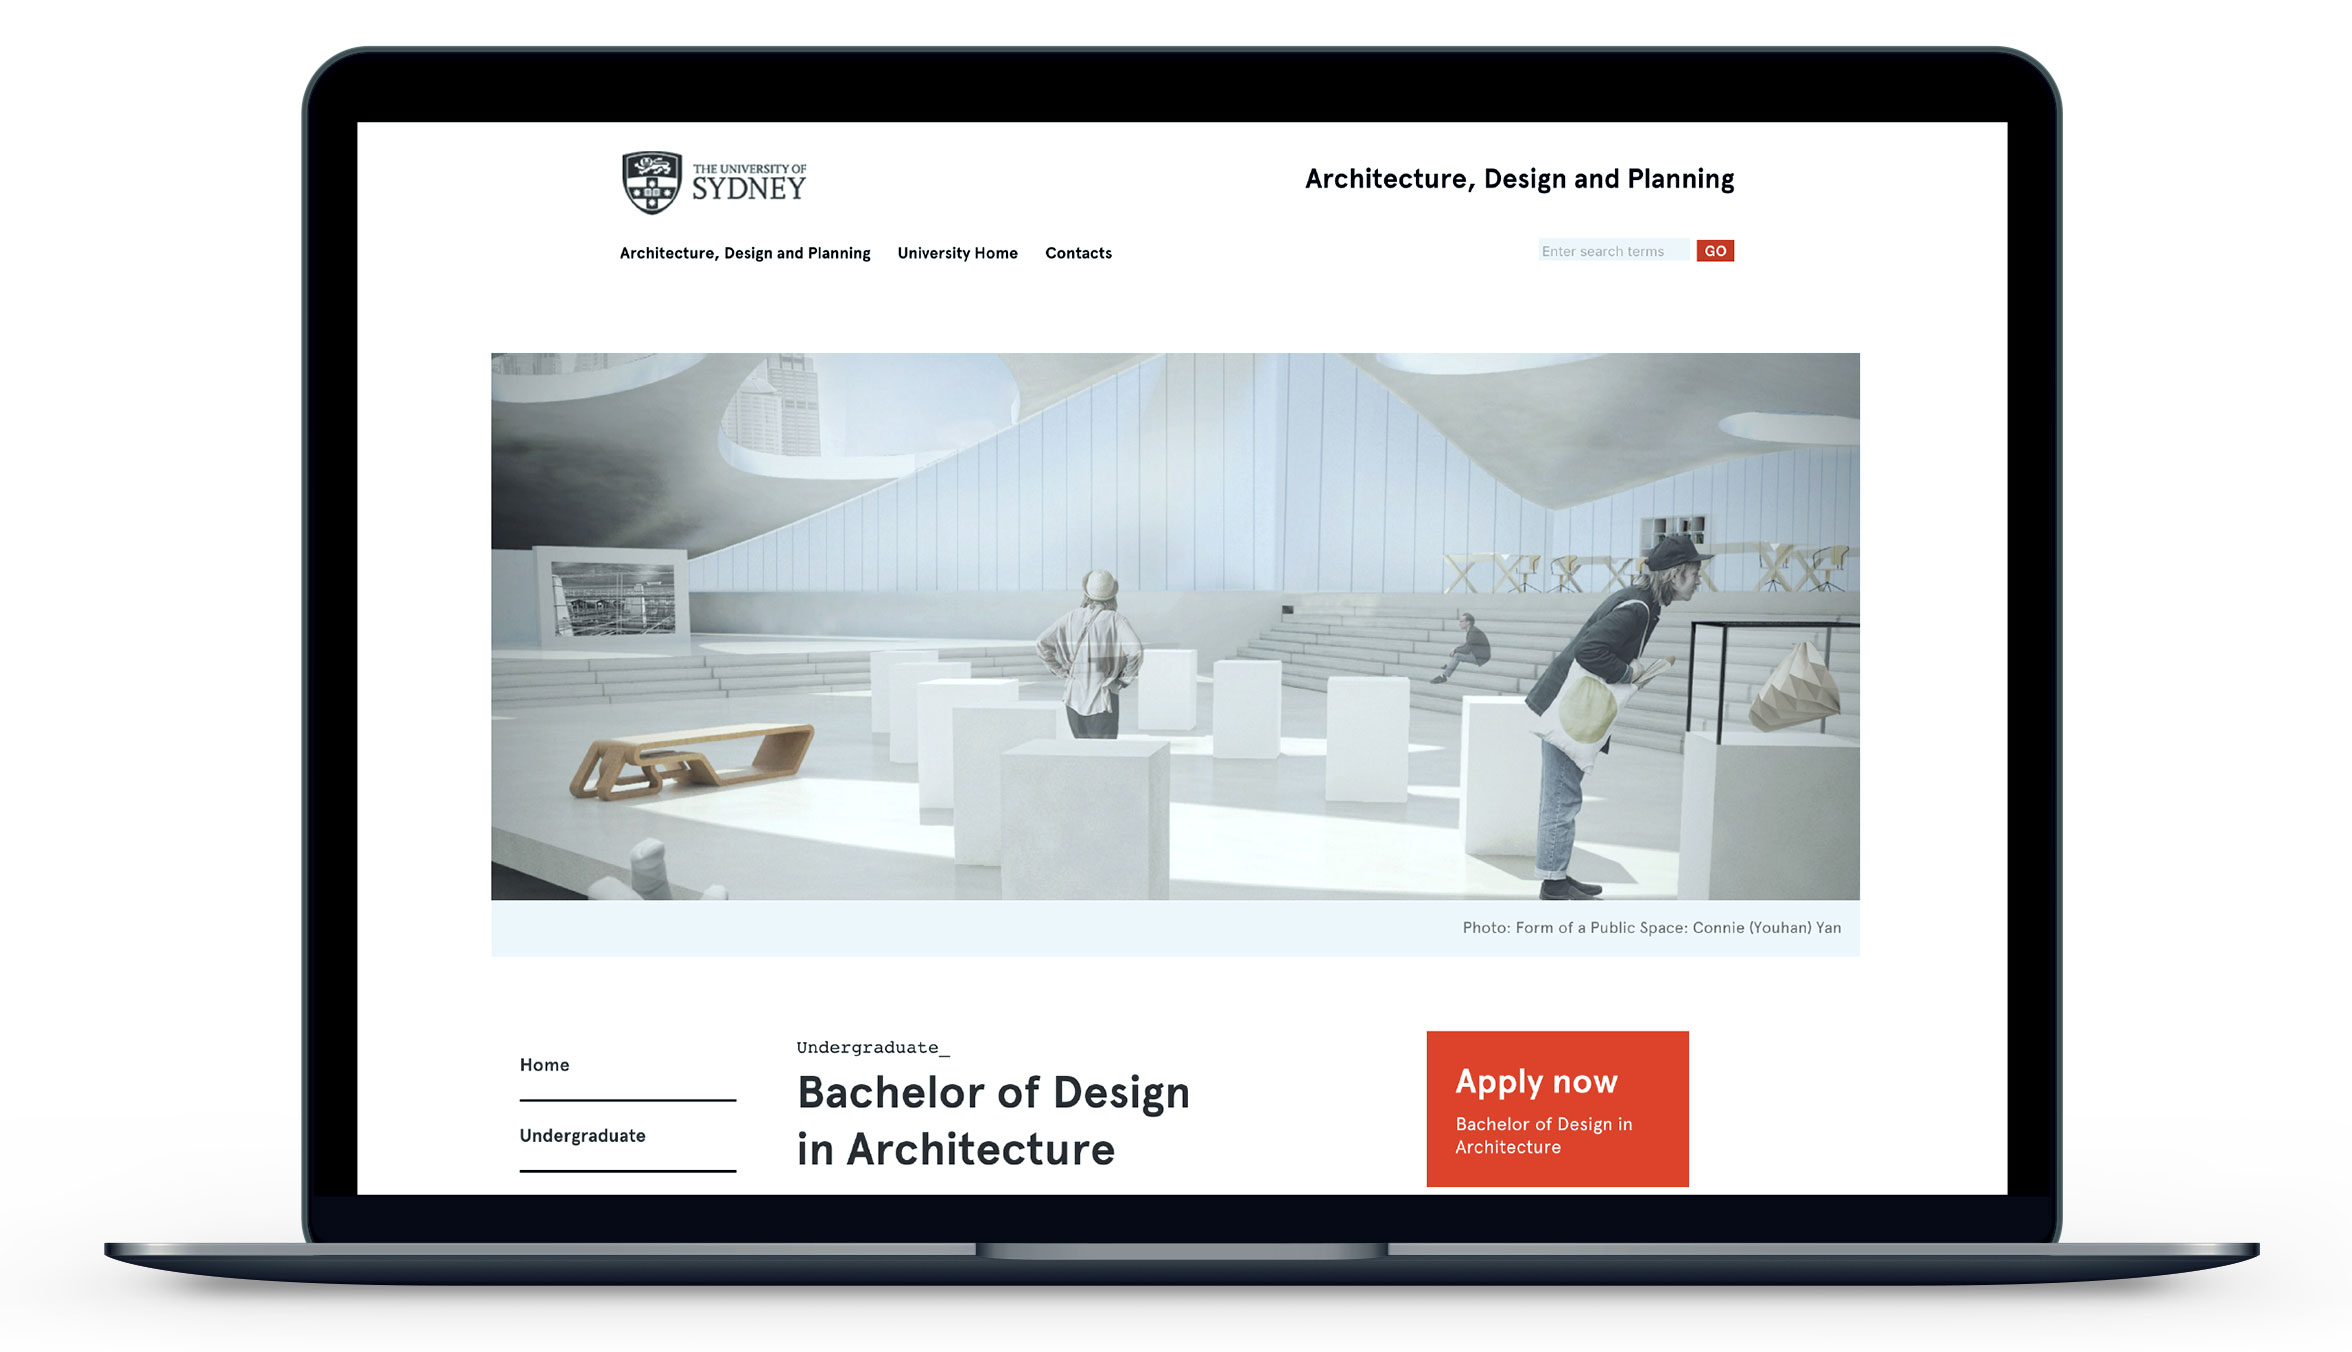 THE UNIVERSITY OF
SYDNEY
Architecture, Design and Planning
Architecture, Design and Planning
University Home
Contacts
Enter search terms
GO
Photo: Form of a Public Space: Connie (Youhan) Yan
Home
Undergraduate
Undergraduate_
Bachelor of Design
in Architecture
Apply now
Bachelor of Design in
Architecture